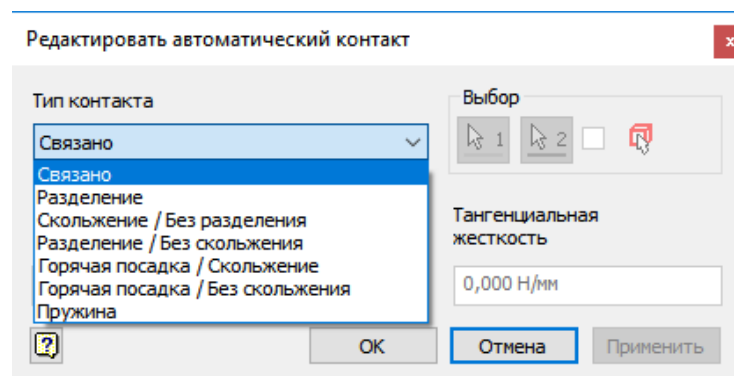 Редактировать автоматический контакт
x
Тип контакта
Выбор
Связано
1
2
Связано
Разделение
Скольжение / Без разделения
Разделение / Без скольжения
Горячая посадка / Скольжение
Горячая посадка / Без скольжения
Пружина
Тангенциальная
жесткость
0,000 Н/мм
?
ОК
Отмена
Применить